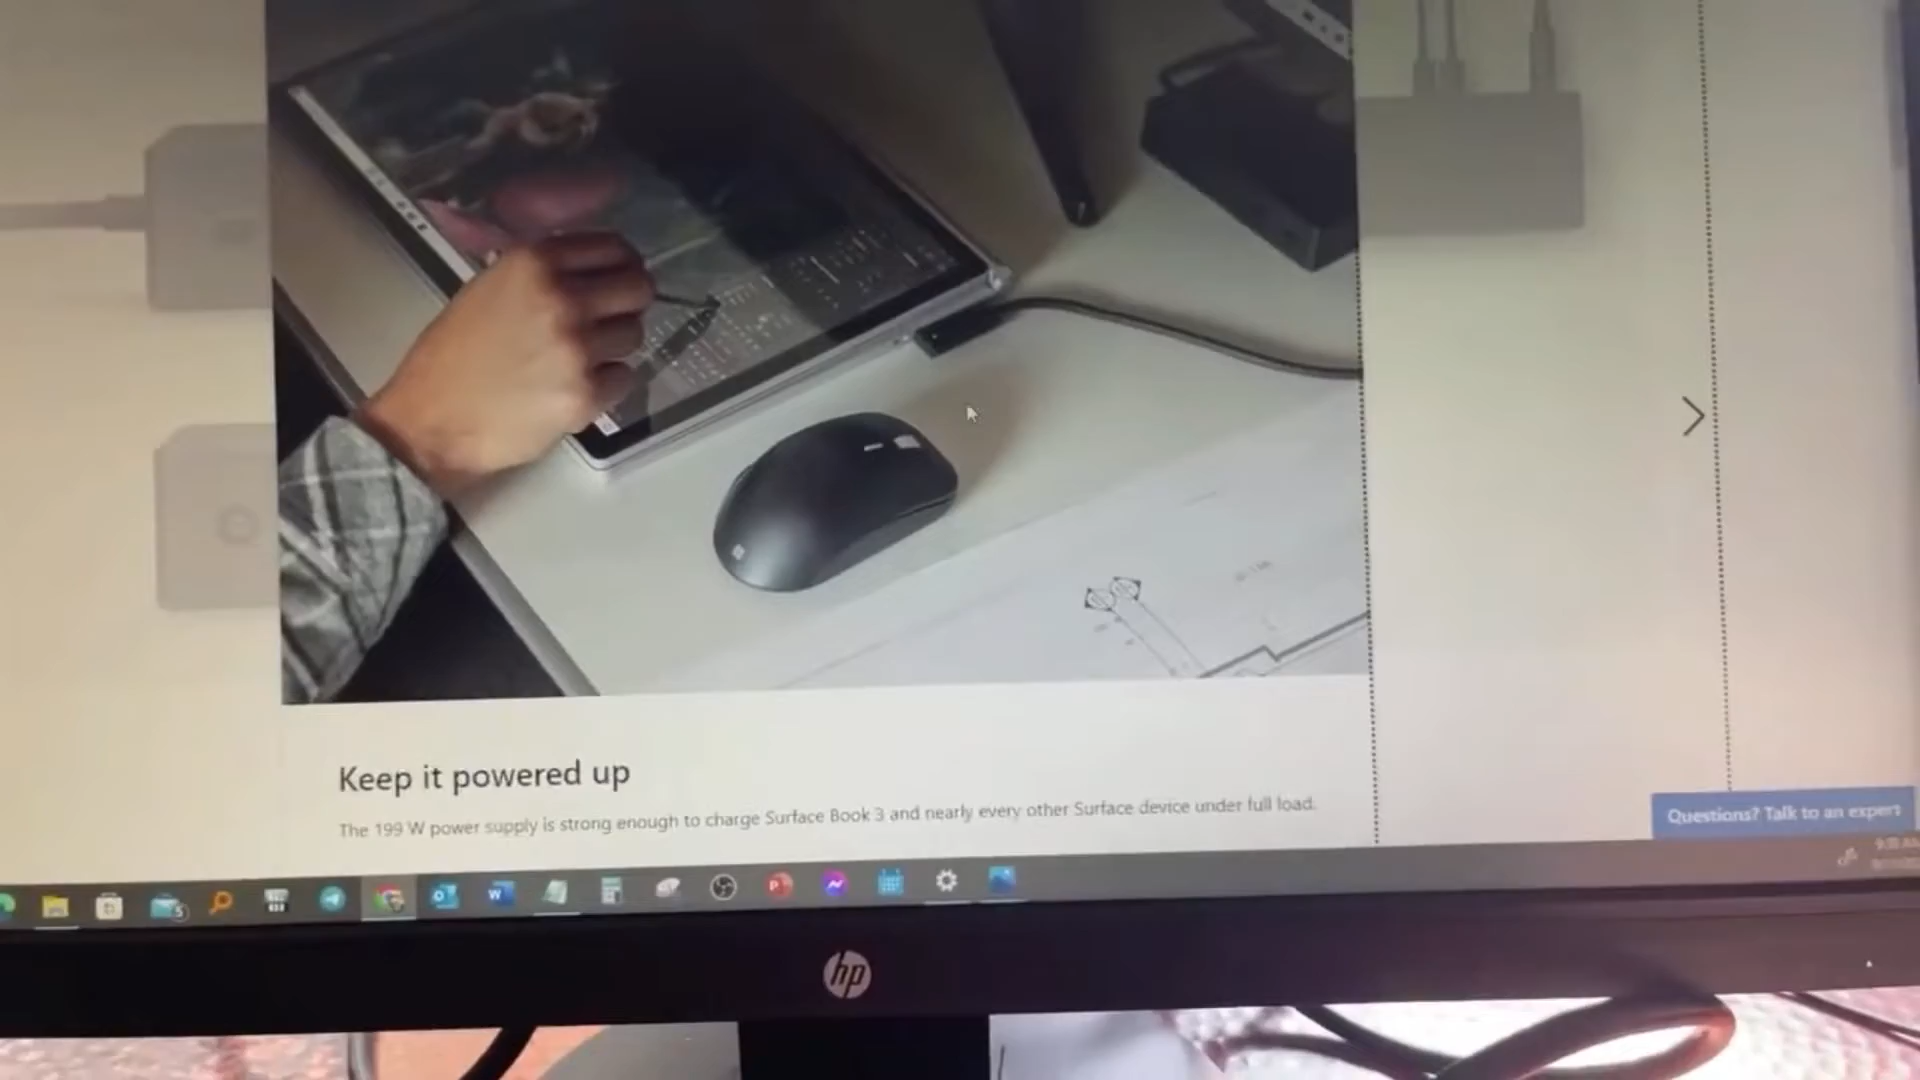 Keep it powered up
The 199 W power supply is strong enough to charge Surface Book 3 and nearly every other Surface device under full load.
Questions? Talk to an expert
5
hp